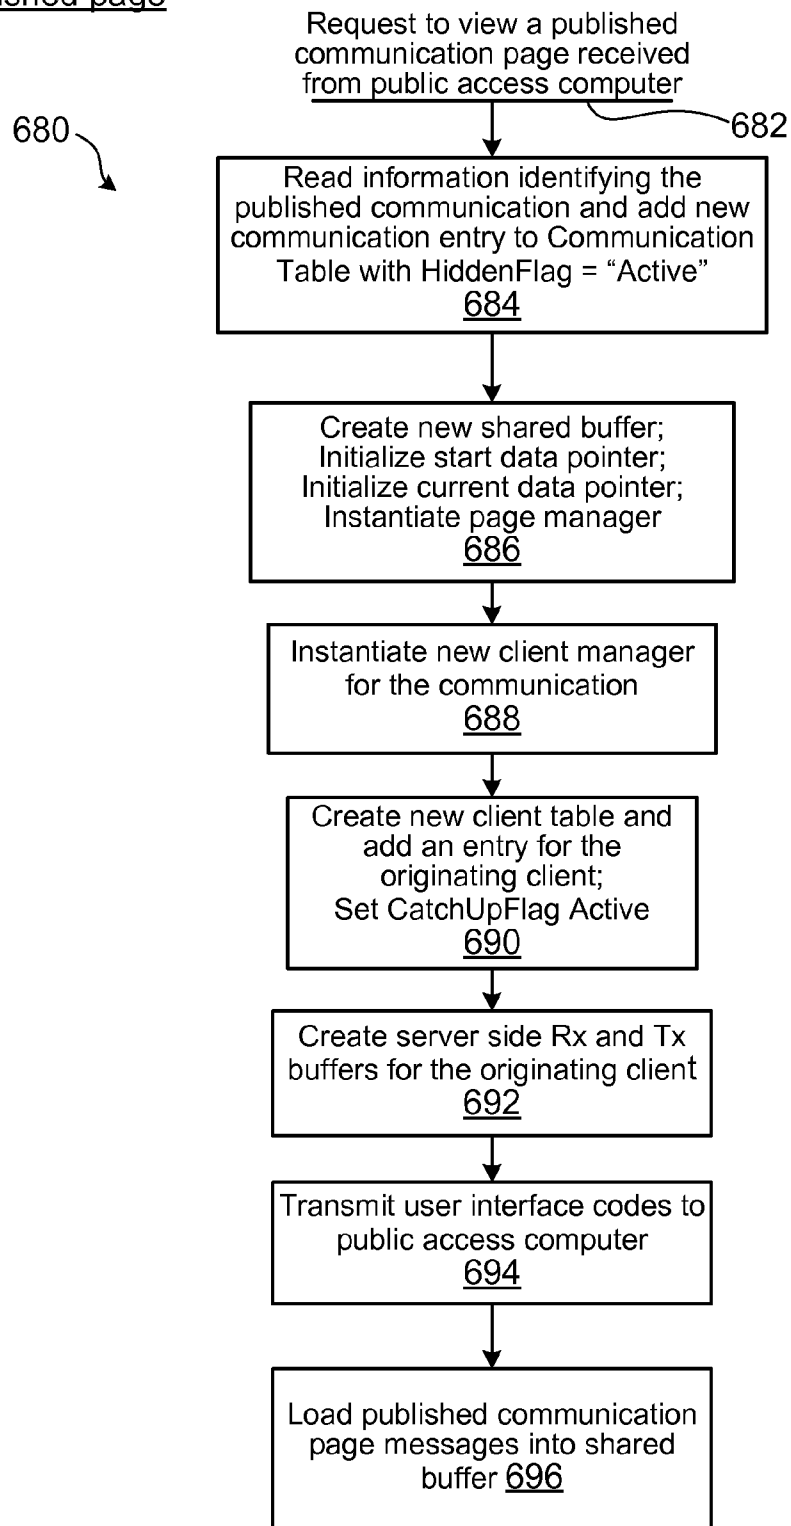 page
Request to view a published
communication page received
from public access computer
680
682
Read information identifying the
published communication and add new
communication entry to Communication
Table with HiddenFlag = “Active”
684
Create new shared buffer;
Initialize start data pointer;
Initialize current data pointer;
Instantiate page manager
686
Instantiate new client manager
for the communication
688
Create new client table and
add an entry for the
originating client;
Set CatchUpFlag Active
690
Create server side Rx and Tx
buffers for the originating client
692
Transmit user interface codes to
public access computer
694
Load published communication
page messages into shared
buffer 696